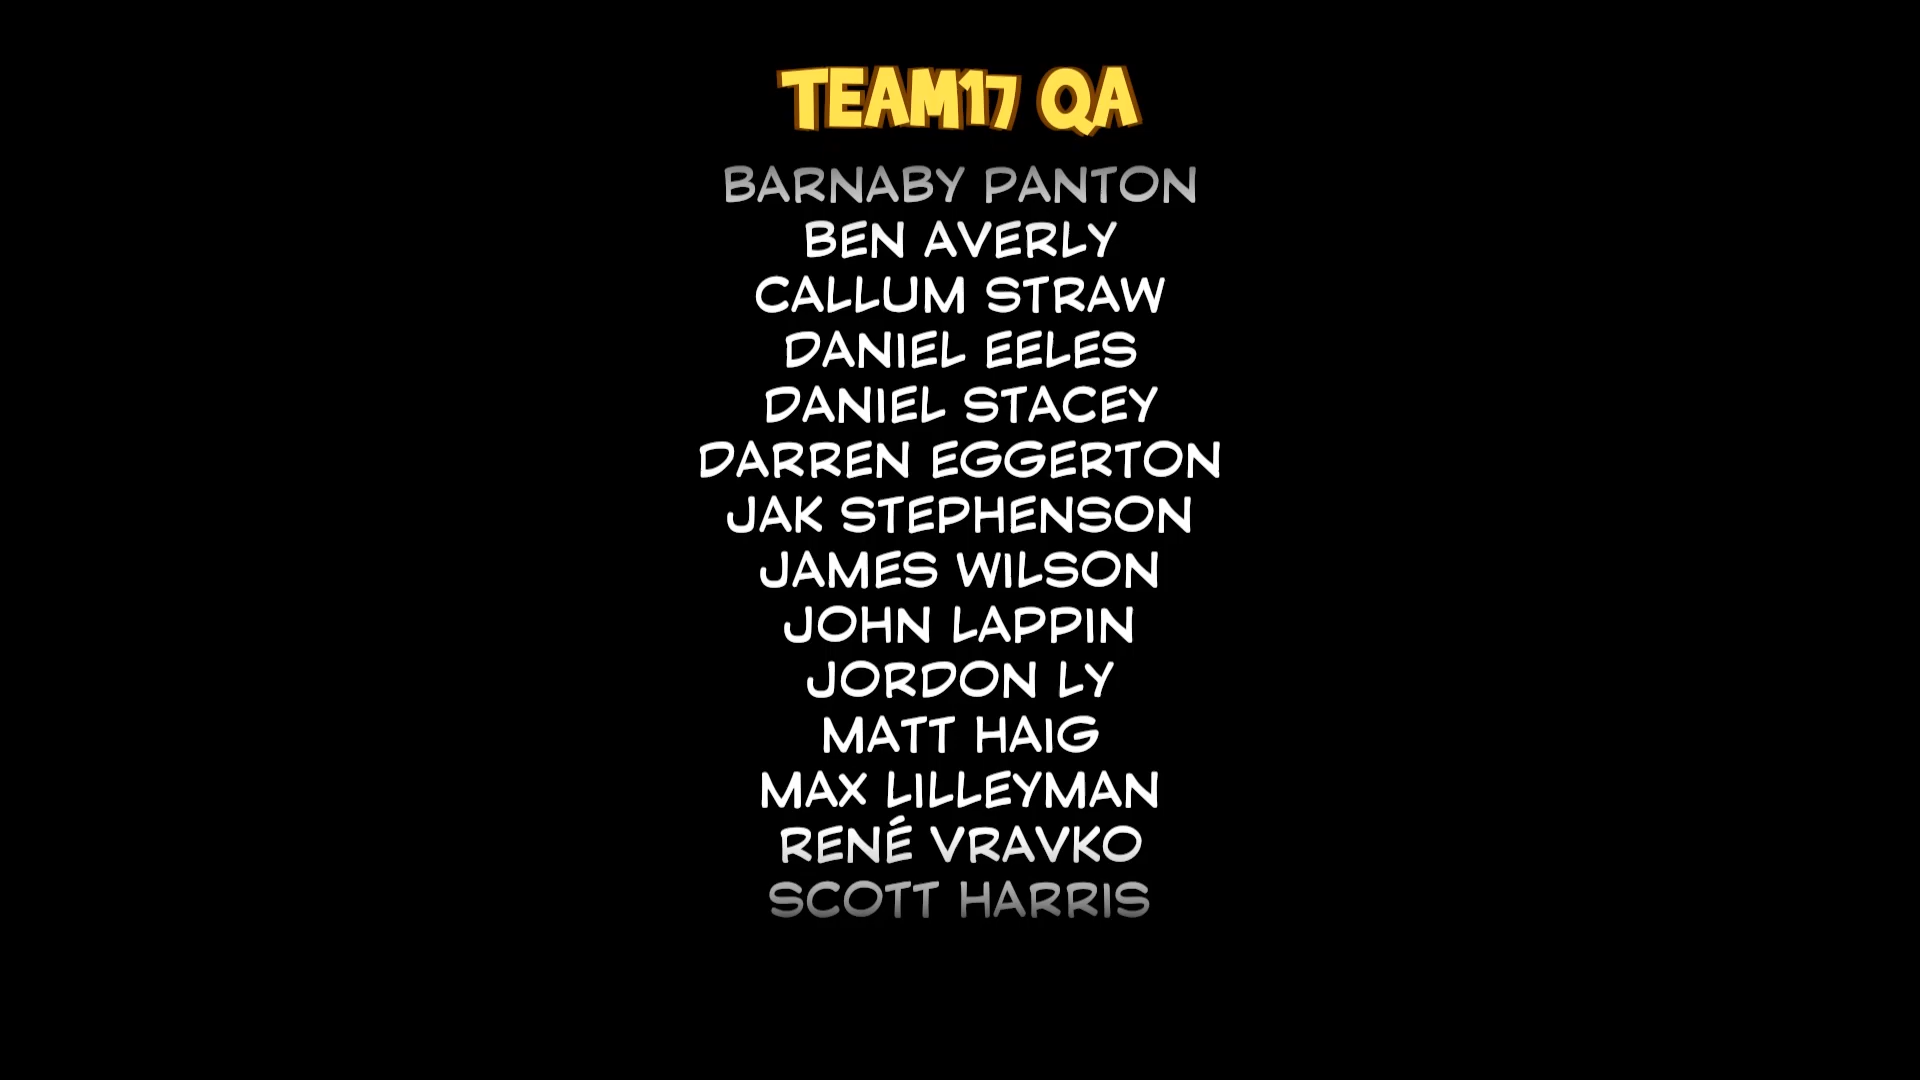 TEAM17 QA
BARNABY PANTON
BEN AVERLY
CALLUM STRAW
DANIEL EELES
DANIEL STACEY
DARREN EGGERTON
JAK STEPHENSON
JAMES WILSON
JOHN LAPPIN
JORDON LY
MATT HAIG
MAX LILLEYMAN
RENÉ VRAVKO
SCOTT HARRIS